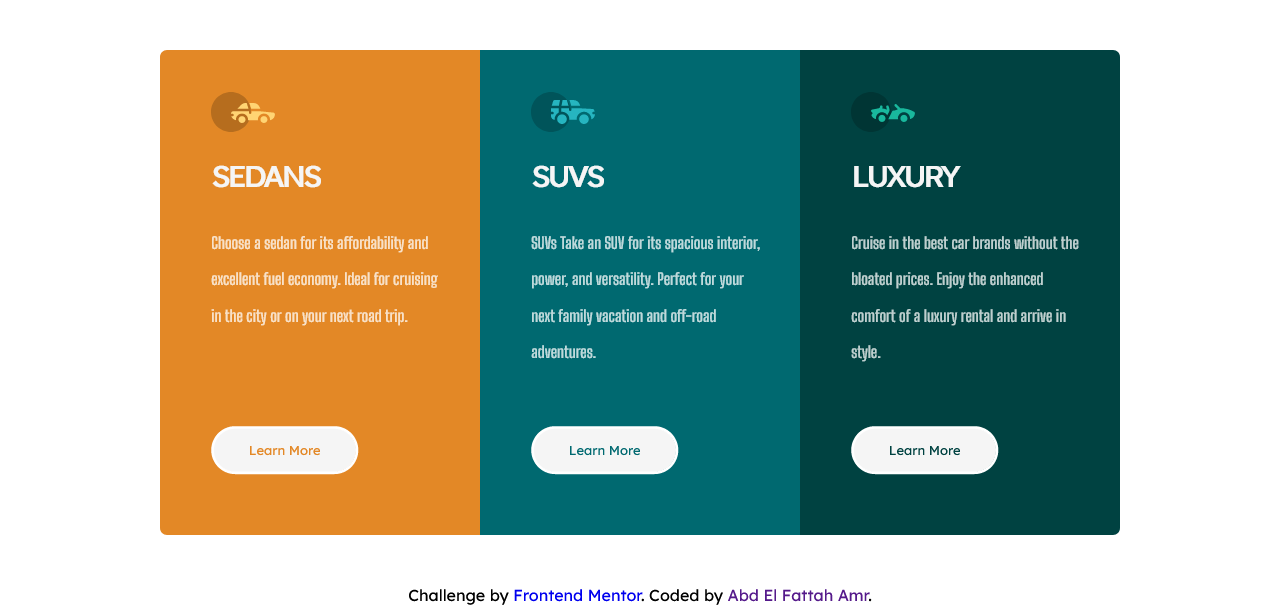 SEDANS
Choose a sedan for its affordability and
excellent fuel economy. Ideal for cruising
in the city or on your next road trip.
Learn More
SUVS
SUVs Take an SUV for its spacious interior,
power, and versatility. Perfect for your
next family vacation and off-road
adventures.
Learn More
LUXURY
Cruise in the best car brands without the
bloated prices. Enjoy the enhanced
comfort of a luxury rental and arrive in
style.
Learn More
Challenge by Frontend Mentor. Coded by Abd El Fattah Amr.